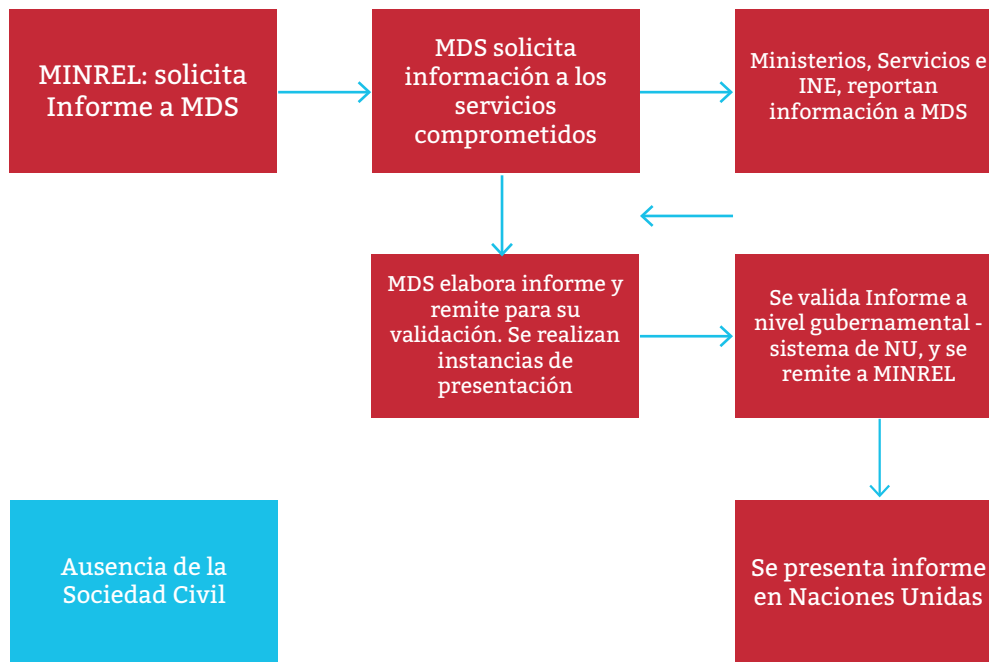 MINREL: solicita
Informe a MDS
MDS solicita
información a los
servicios
comprometidos
Ministerios, Servicios e
INE, reportan
información a MDS
MDS elabora informe y
remite para su
validación. Se realizan
instancias de
presentación
Se valida Informe a
nivel gubernamental -
sistema de NU, y se
remite a MINREL
Ausencia de la
Sociedad Civil
Se presenta informe
en Naciones Unidas